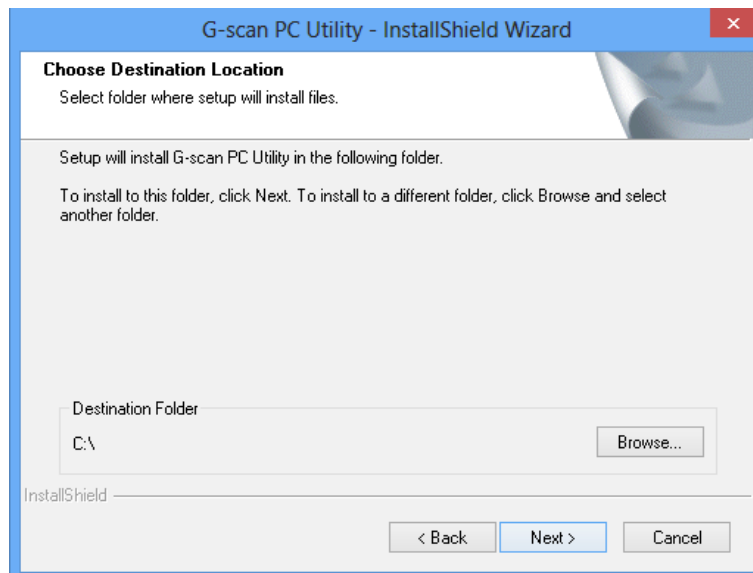 G-scan PC Utility - InstallShield Wizard
Choose Destination Location
Select folder where setup will install files.
Setup will install G-scan PC Utility in the following folder.
To install to this folder, click Next. To install to a different folder, click Browse and select
another folder.
Destination Folder
C:\
Browse...
InstallShield
< Back
Next >
Cancel